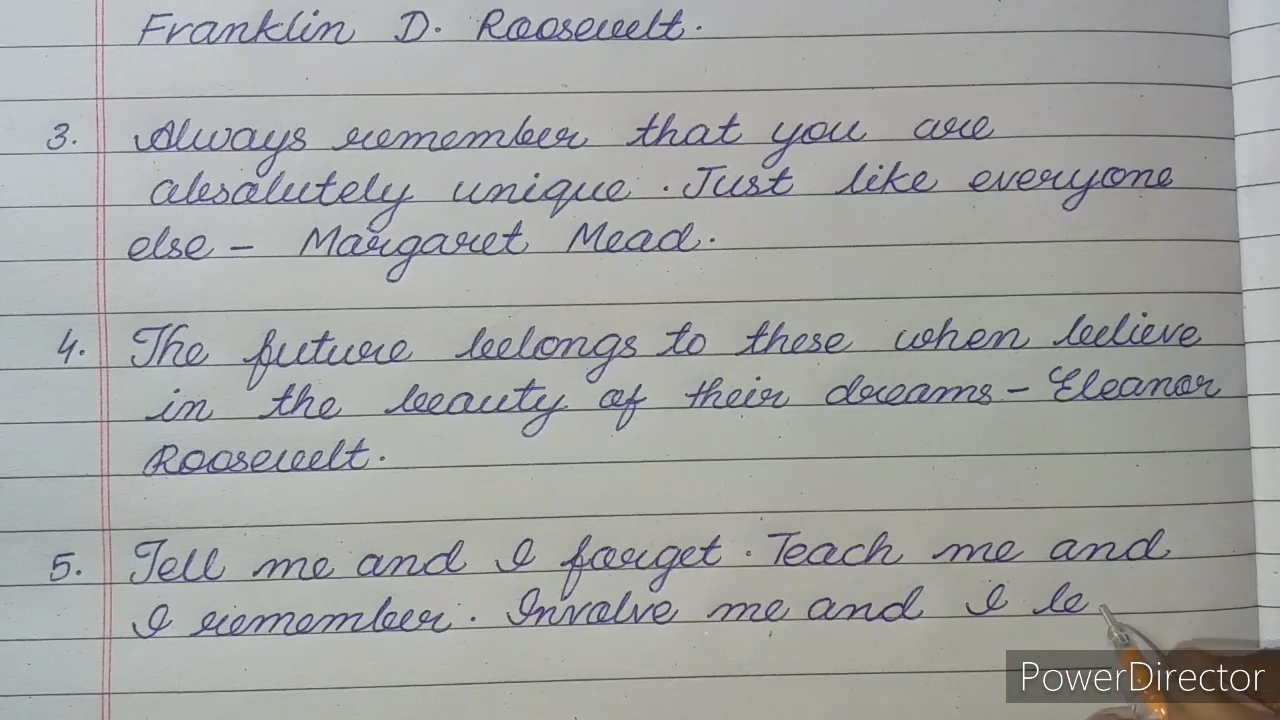 Franklin D. Roosevelt.
3. Always remember that you are
absolutely unique. Just like everyone
else - Margaret Mead.
4. The future belongs to these when believe
in the beauty of their dreams - Eleanor
Roosevelt.
5. Tell me and I forget. Teach me and
I remember. Involve me and I le
PowerDirector